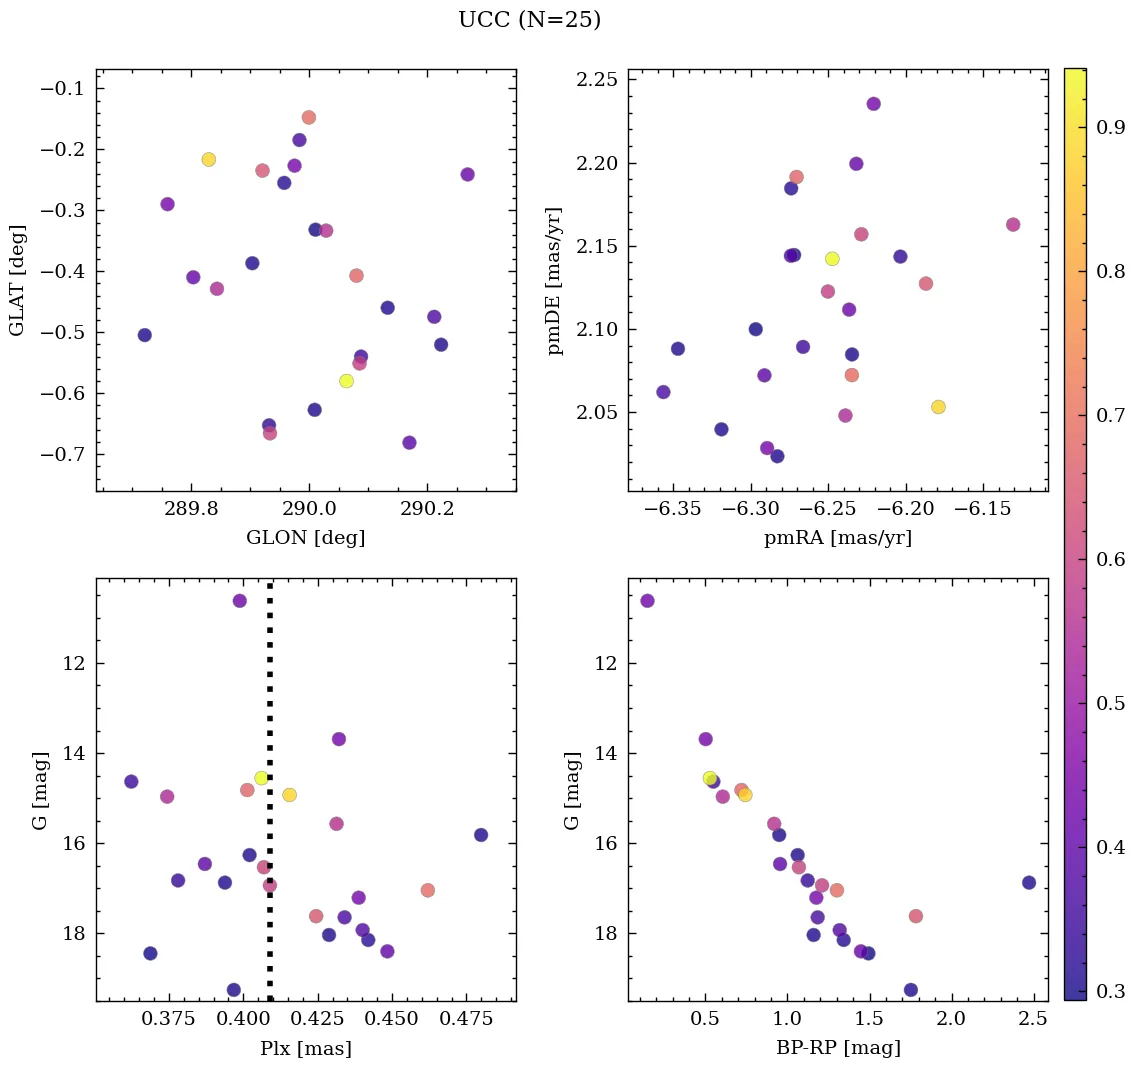 UCC (N=25)
−0.1
−0.2
−0.3
−0.4
−0.5
−0.6
−0.7
GLAT [deg]
289.8 290.0 290.2
GLON [deg]
2.25
2.20
2.15
2.10
2.05
pmDE [mas/yr]
−6.35 −6.30 −6.25 −6.20 −6.15
pmRA [mas/yr]
12
14
16
18
G [mag]
0.375 0.400 0.425 0.450 0.475
Plx [mas]
12
14
16
18
G [mag]
0.5 1.0 1.5 2.0 2.5
BP-RP [mag]
0.9
0.8
0.7
0.6
0.5
0.4
0.3